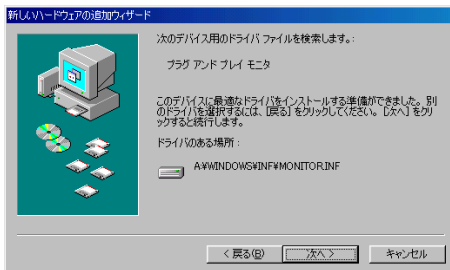 新しいハードウェアの追加ウィザード
次のデバイス用のドライバ ファイルを検索します。:
プラグ アンド プレイ モニタ
このデバイスに最適なドライバをインストールする準備ができました。別
のドライバを選択するには、[戻る] をクリックしてください。[次へ] をクリ
ックすると続行します。
ドライバのある場所 :
A¥WINDOWS¥INF¥MONITOR.INF
< 戻る(B)
次へ >
キャンセル